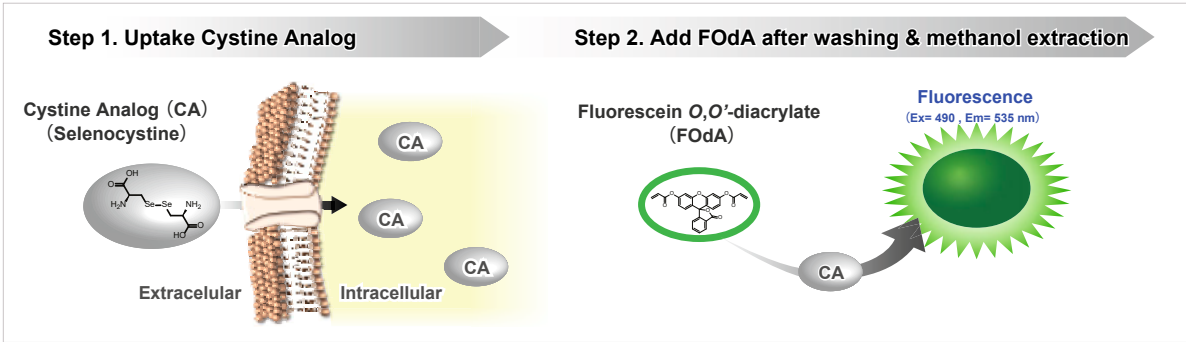 Step 1. Uptake Cystine Analog
Step 2. Add FOdA after washing & methanol extraction
Cystine Analog (CA)
(Selenocystine)
OH
O
H₂N
Se
Se
NH₂
O
HO
Extracelular
Intracellular
CA
CA
CA
Fluorescein O,O’-diacrylate
(FOdA)
O
O
O
O
O
O
O
CA
Fluorescence
(Ex= 490 , Em= 535 nm)